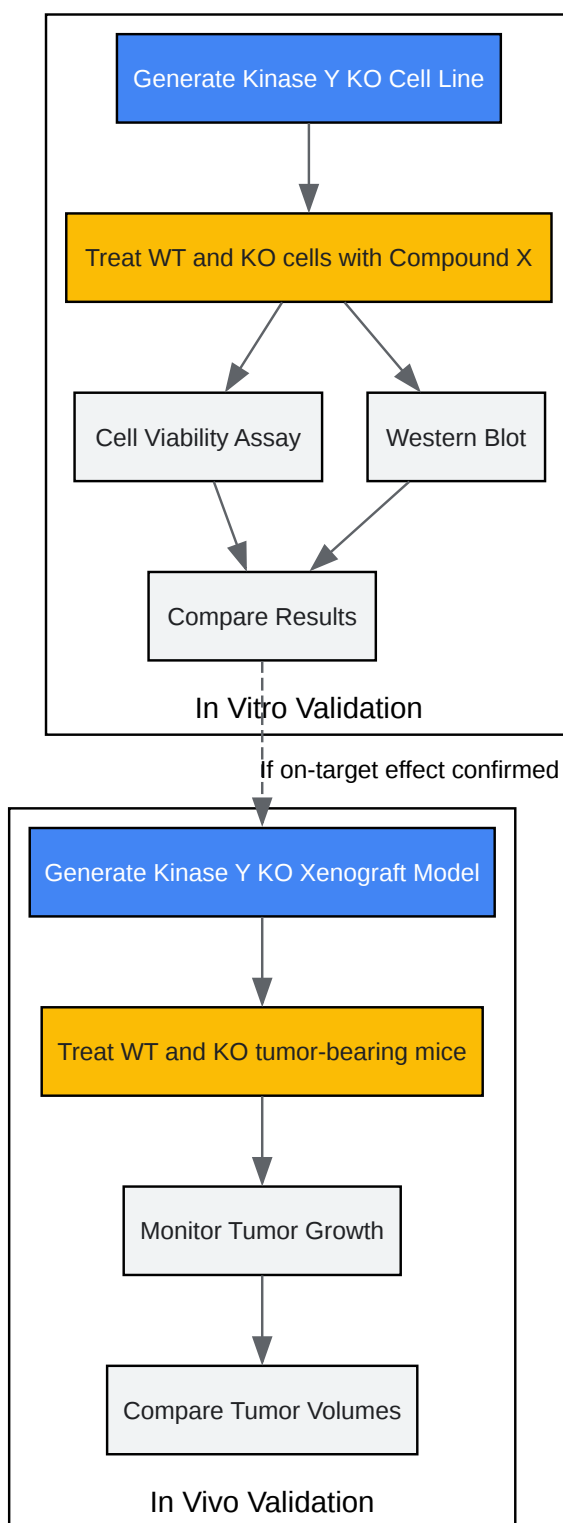 Generate Kinase Y KO Cell Line
Treat WT and KO cells with Compound X
Cell Viability Assay
Western Blot
Compare Results
In Vitro Validation
If on-target effect confirmed
Generate Kinase Y KO Xenograft Model
Treat WT and KO tumor-bearing mice
Monitor Tumor Growth
Compare Tumor Volumes
In Vivo Validation